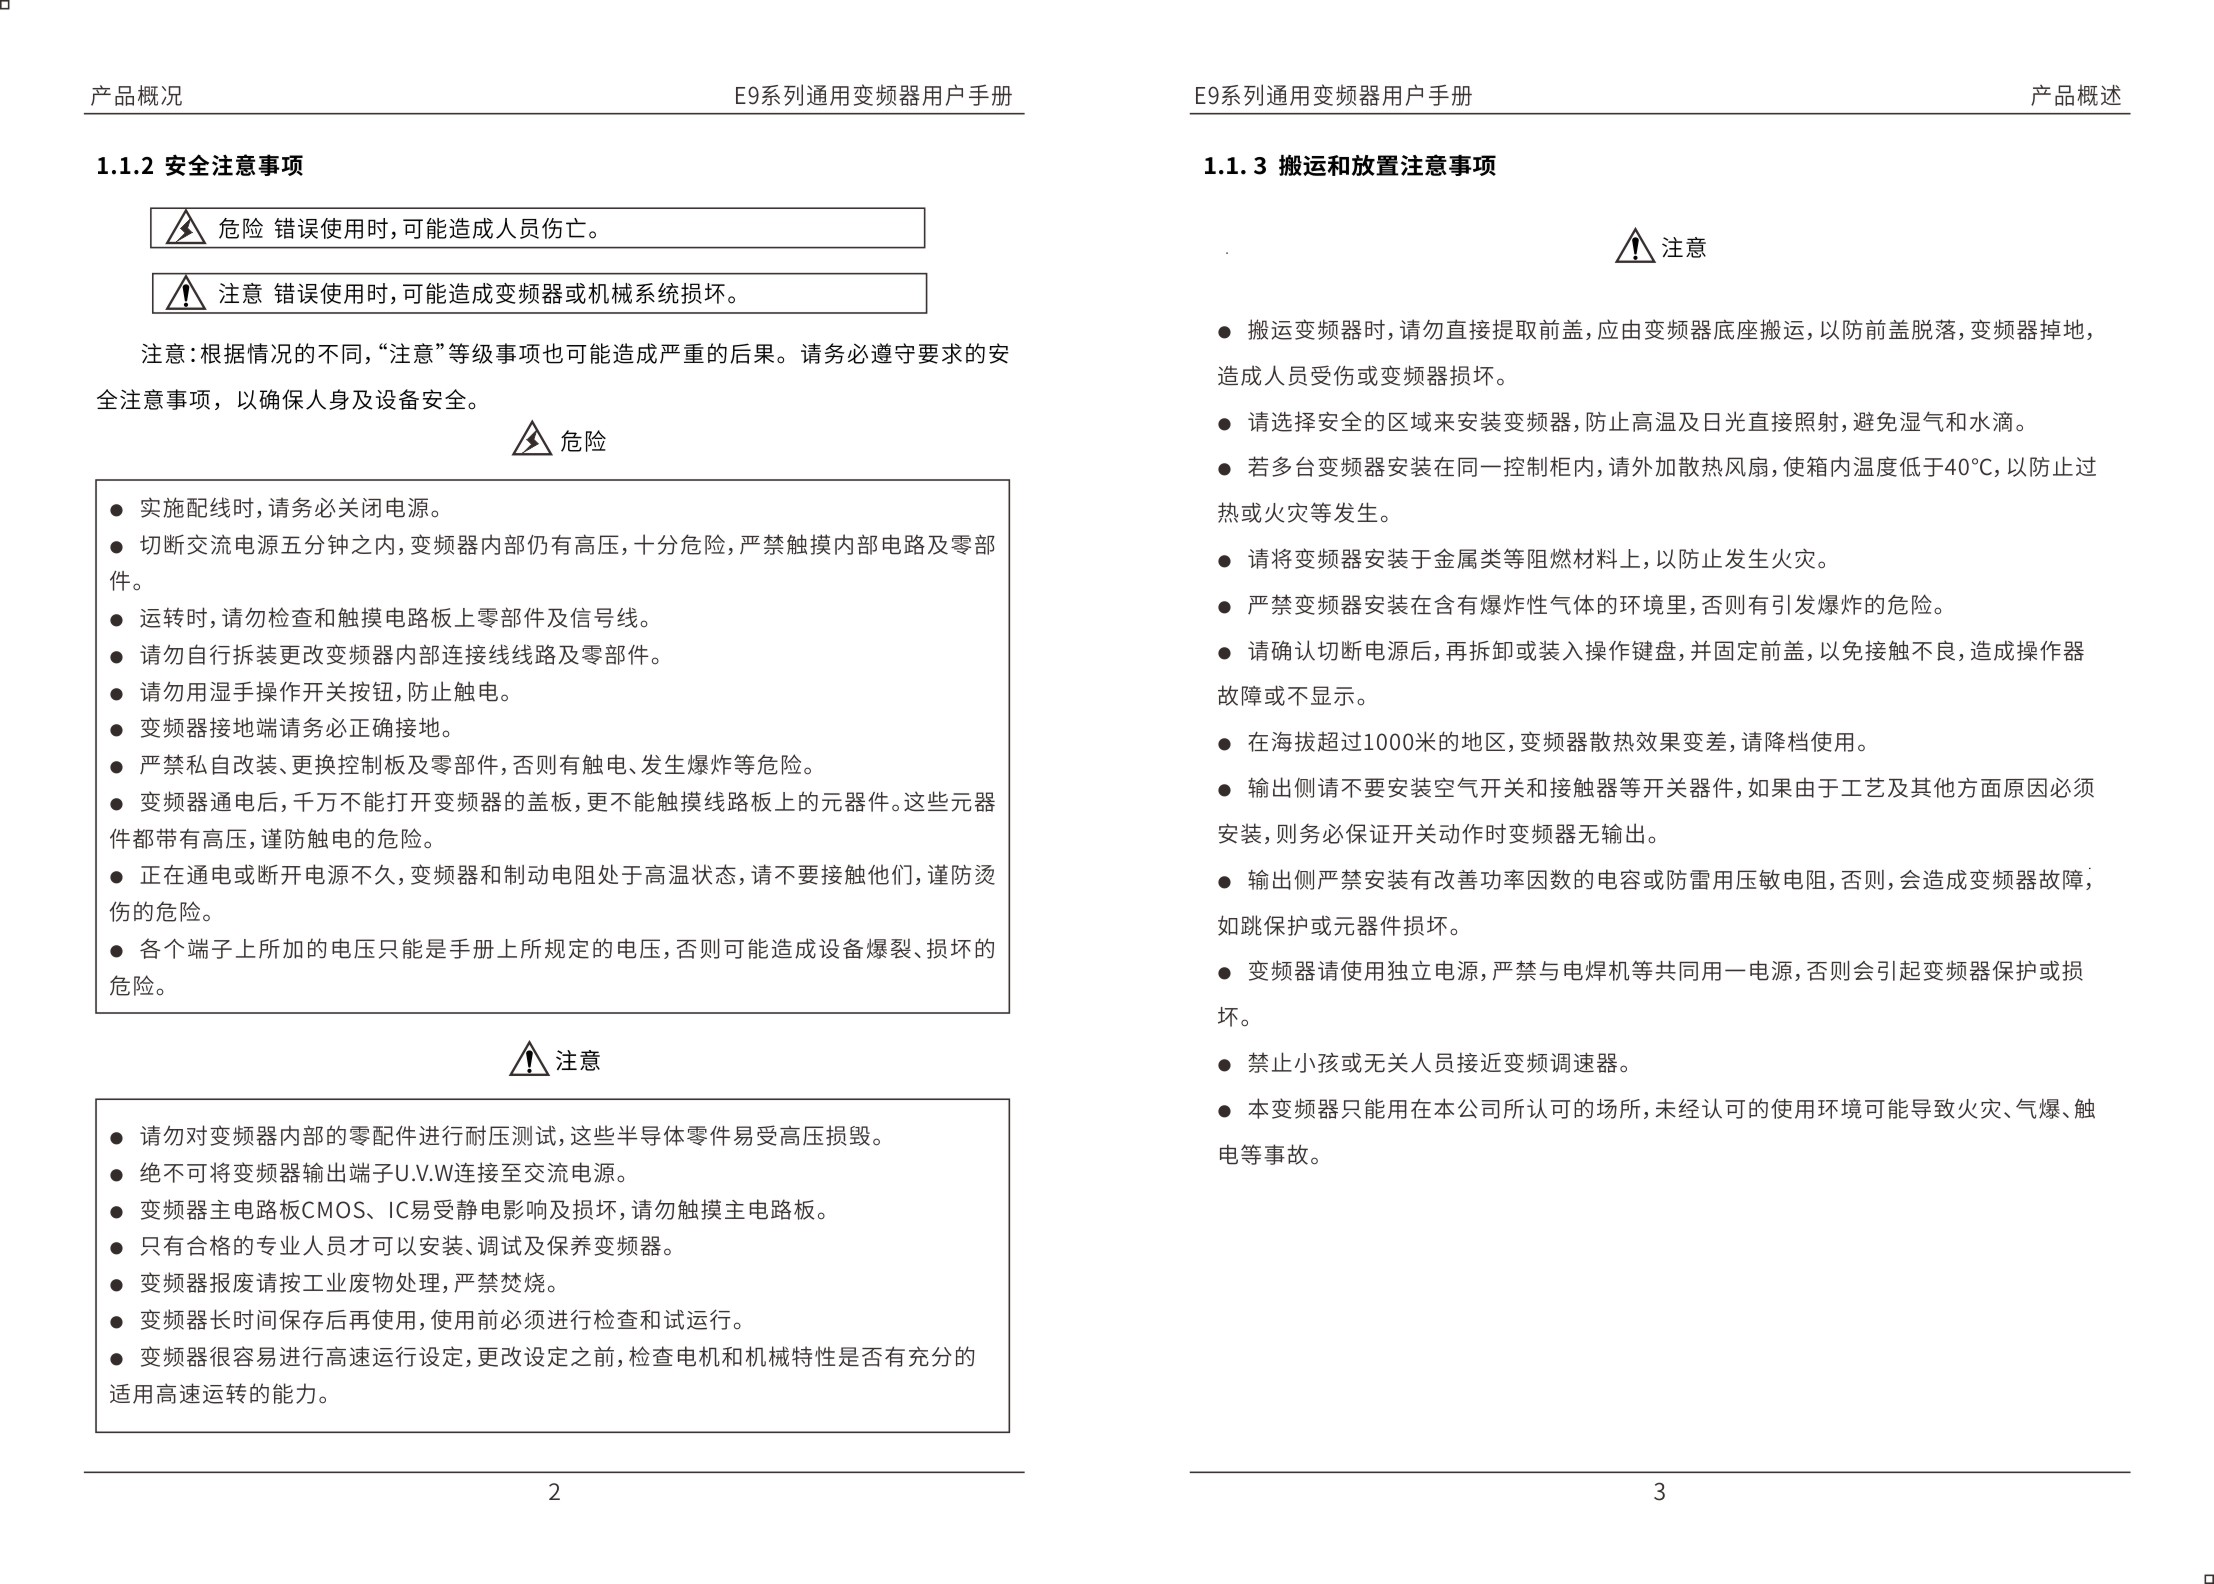 产品概况
E9系列通用变频器用户手册
1.1.2 安全注意事项
危险 错误使用时,可能造成人员伤亡。
注意 错误使用时,可能造成变频器或机械系统损坏。
注意:根据情况的不同,“注意”等级事项也可能造成严重的后果。请务必遵守要求的安
全注意事项，以确保人身及设备安全。
危险
● 实施配线时,请务必关闭电源。
● 切断交流电源五分钟之内,变频器内部仍有高压,十分危险,严禁触摸内部电路及零部
件。
● 运转时,请勿检查和触摸电路板上零部件及信号线。
● 请勿自行拆装更改变频器内部连接线线路及零部件。
● 请勿用湿手操作开关按钮,防止触电。
● 变频器接地端请务必正确接地。
● 严禁私自改装、更换控制板及零部件,否则有触电、发生爆炸等危险。
● 变频器通电后,千万不能打开变频器的盖板,更不能触摸线路板上的元器件。这些元器
件都带有高压,谨防触电的危险。
● 正在通电或断开电源不久,变频器和制动电阻处于高温状态,请不要接触他们,谨防烫
伤的危险。
● 各个端子上所加的电压只能是手册上所规定的电压,否则可能造成设备爆裂、损坏的
危险。
注意
● 请勿对变频器内部的零配件进行耐压测试,这些半导体零件易受高压损毁。
● 绝不可将变频器输出端子U.V.W连接至交流电源。
● 变频器主电路板CMOS、IC易受静电影响及损坏,请勿触摸主电路板。
● 只有合格的专业人员才可以安装、调试及保养变频器。
● 变频器报废请按工业废物处理,严禁焚烧。
● 变频器长时间保存后再使用,使用前必须进行检查和试运行。
● 变频器很容易进行高速运行设定,更改设定之前,检查电机和机械特性是否有充分的
适用高速运转的能力。
2
E9系列通用变频器用户手册
产品概述
1.1. 3 搬运和放置注意事项
注意
● 搬运变频器时,请勿直接提取前盖,应由变频器底座搬运,以防前盖脱落,变频器掉地,
造成人员受伤或变频器损坏。
● 请选择安全的区域来安装变频器,防止高温及日光直接照射,避免湿气和水滴。
● 若多台变频器安装在同一控制柜内,请外加散热风扇,使箱内温度低于40℃,以防止过
热或火灾等发生。
● 请将变频器安装于金属类等阻燃材料上,以防止发生火灾。
● 严禁变频器安装在含有爆炸性气体的环境里,否则有引发爆炸的危险。
● 请确认切断电源后,再拆卸或装入操作键盘,并固定前盖,以免接触不良,造成操作器
故障或不显示。
● 在海拔超过1000米的地区,变频器散热效果变差,请降档使用。
● 输出侧请不要安装空气开关和接触器等开关器件,如果由于工艺及其他方面原因必须
安装,则务必保证开关动作时变频器无输出。
● 输出侧严禁安装有改善功率因数的电容或防雷用压敏电阻,否则,会造成变频器故障,
如跳保护或元器件损坏。
● 变频器请使用独立电源,严禁与电焊机等共同用一电源,否则会引起变频器保护或损
坏。
● 禁止小孩或无关人员接近变频调速器。
● 本变频器只能用在本公司所认可的场所,未经认可的使用环境可能导致火灾、气爆、触
电等事故。
3